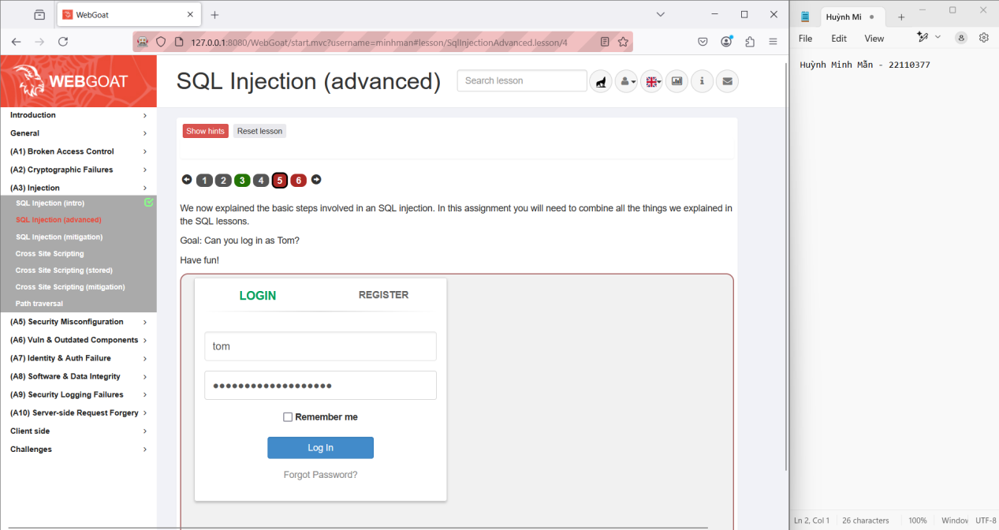 WebGoat
127.0.0.1:8080/WebGoat/start.mvc?username=minhman#lesson/SqlInjectionAdvanced.lesson/4
WEBGOAT
SQL Injection (advanced)
Search lesson
Introduction
General
(A1) Broken Access Control
(A2) Cryptographic Failures
(A3) Injection
SQL Injection (intro)
SQL Injection (advanced)
SQL Injection (mitigation)
Cross Site Scripting
Cross Site Scripting (stored)
Cross Site Scripting (mitigation)
Path traversal
(A5) Security Misconfiguration
(A6) Vuln & Outdated Components
(A7) Identity & Auth Failure
(A8) Software & Data Integrity
(A9) Security Logging Failures
(A10) Server-side Request Forgery
Client side
Challenges
Show hints Reset lesson
1 2 3 4 5 6
We now explained the basic steps involved in an SQL injection. In this assignment you will need to combine all the things we explained in
the SQL lessons.
Goal: Can you log in as Tom?
Have fun!
LOGIN REGISTER
tom
Remember me
Log In
Forgot Password?
Huỳnh Mi
File Edit View
Huỳnh Minh Mẫn - 22110377
Ln 2, Col 1 26 characters 100% Window UTF-8